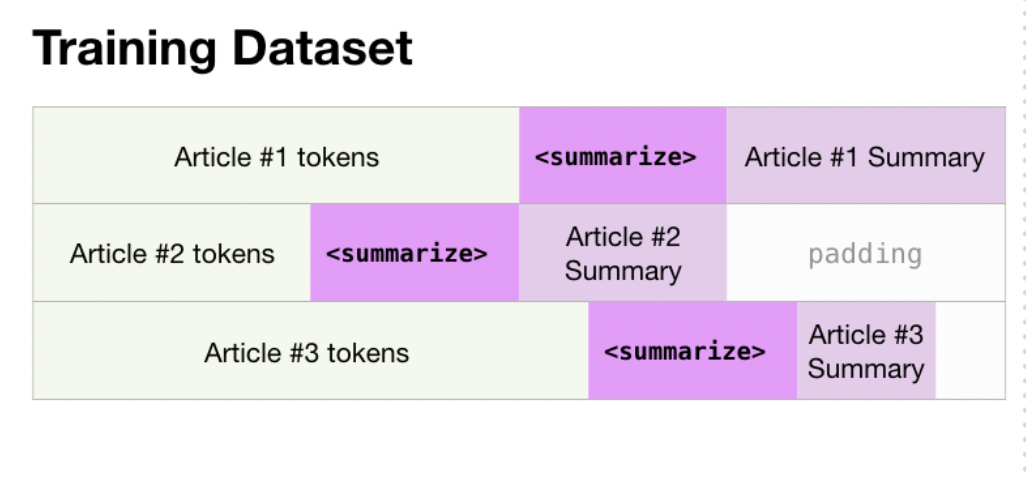 Training Dataset
Article #1 tokens <summarize> Article #1 Summary
Article #2 tokens <summarize> Article #2
Summary padding
Article #3 tokens <summarize> Article #3
Summary